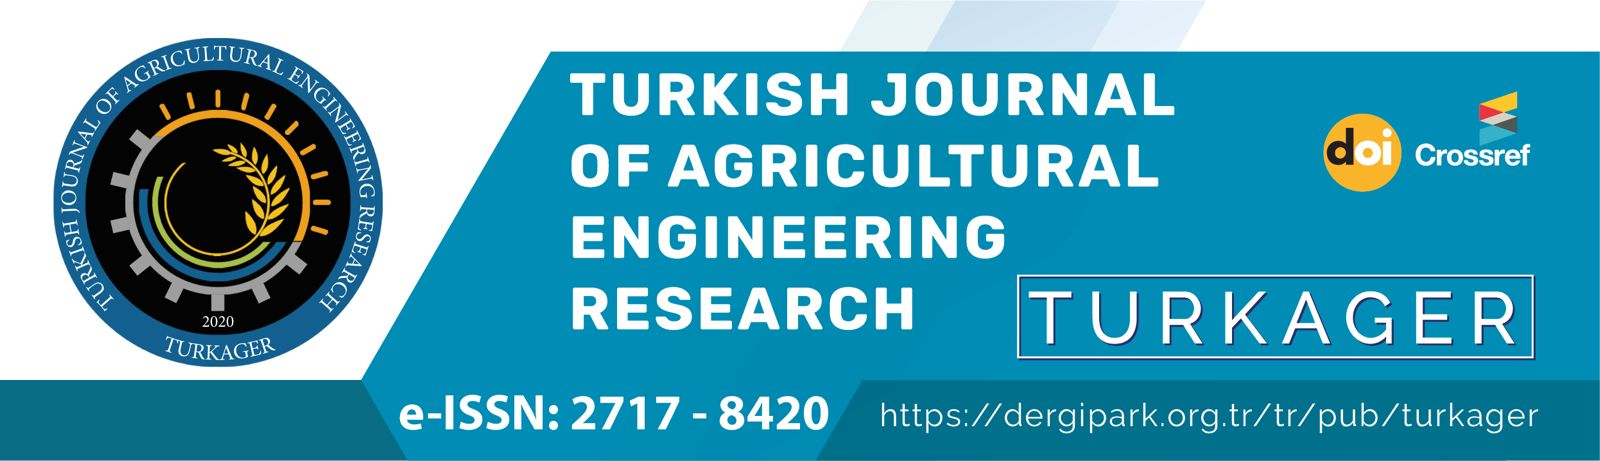 TURKISH JOURNAL OF AGRICULTURAL ENGINEERING RESEARCH
2020
TURKAGER
TURKISH JOURNAL
OF AGRICULTURAL
ENGINEERING
RESEARCH
doi
Crossref
TURKAGER
e-ISSN: 2717 - 8420
https://dergipark.org.tr/tr/pub/turkager